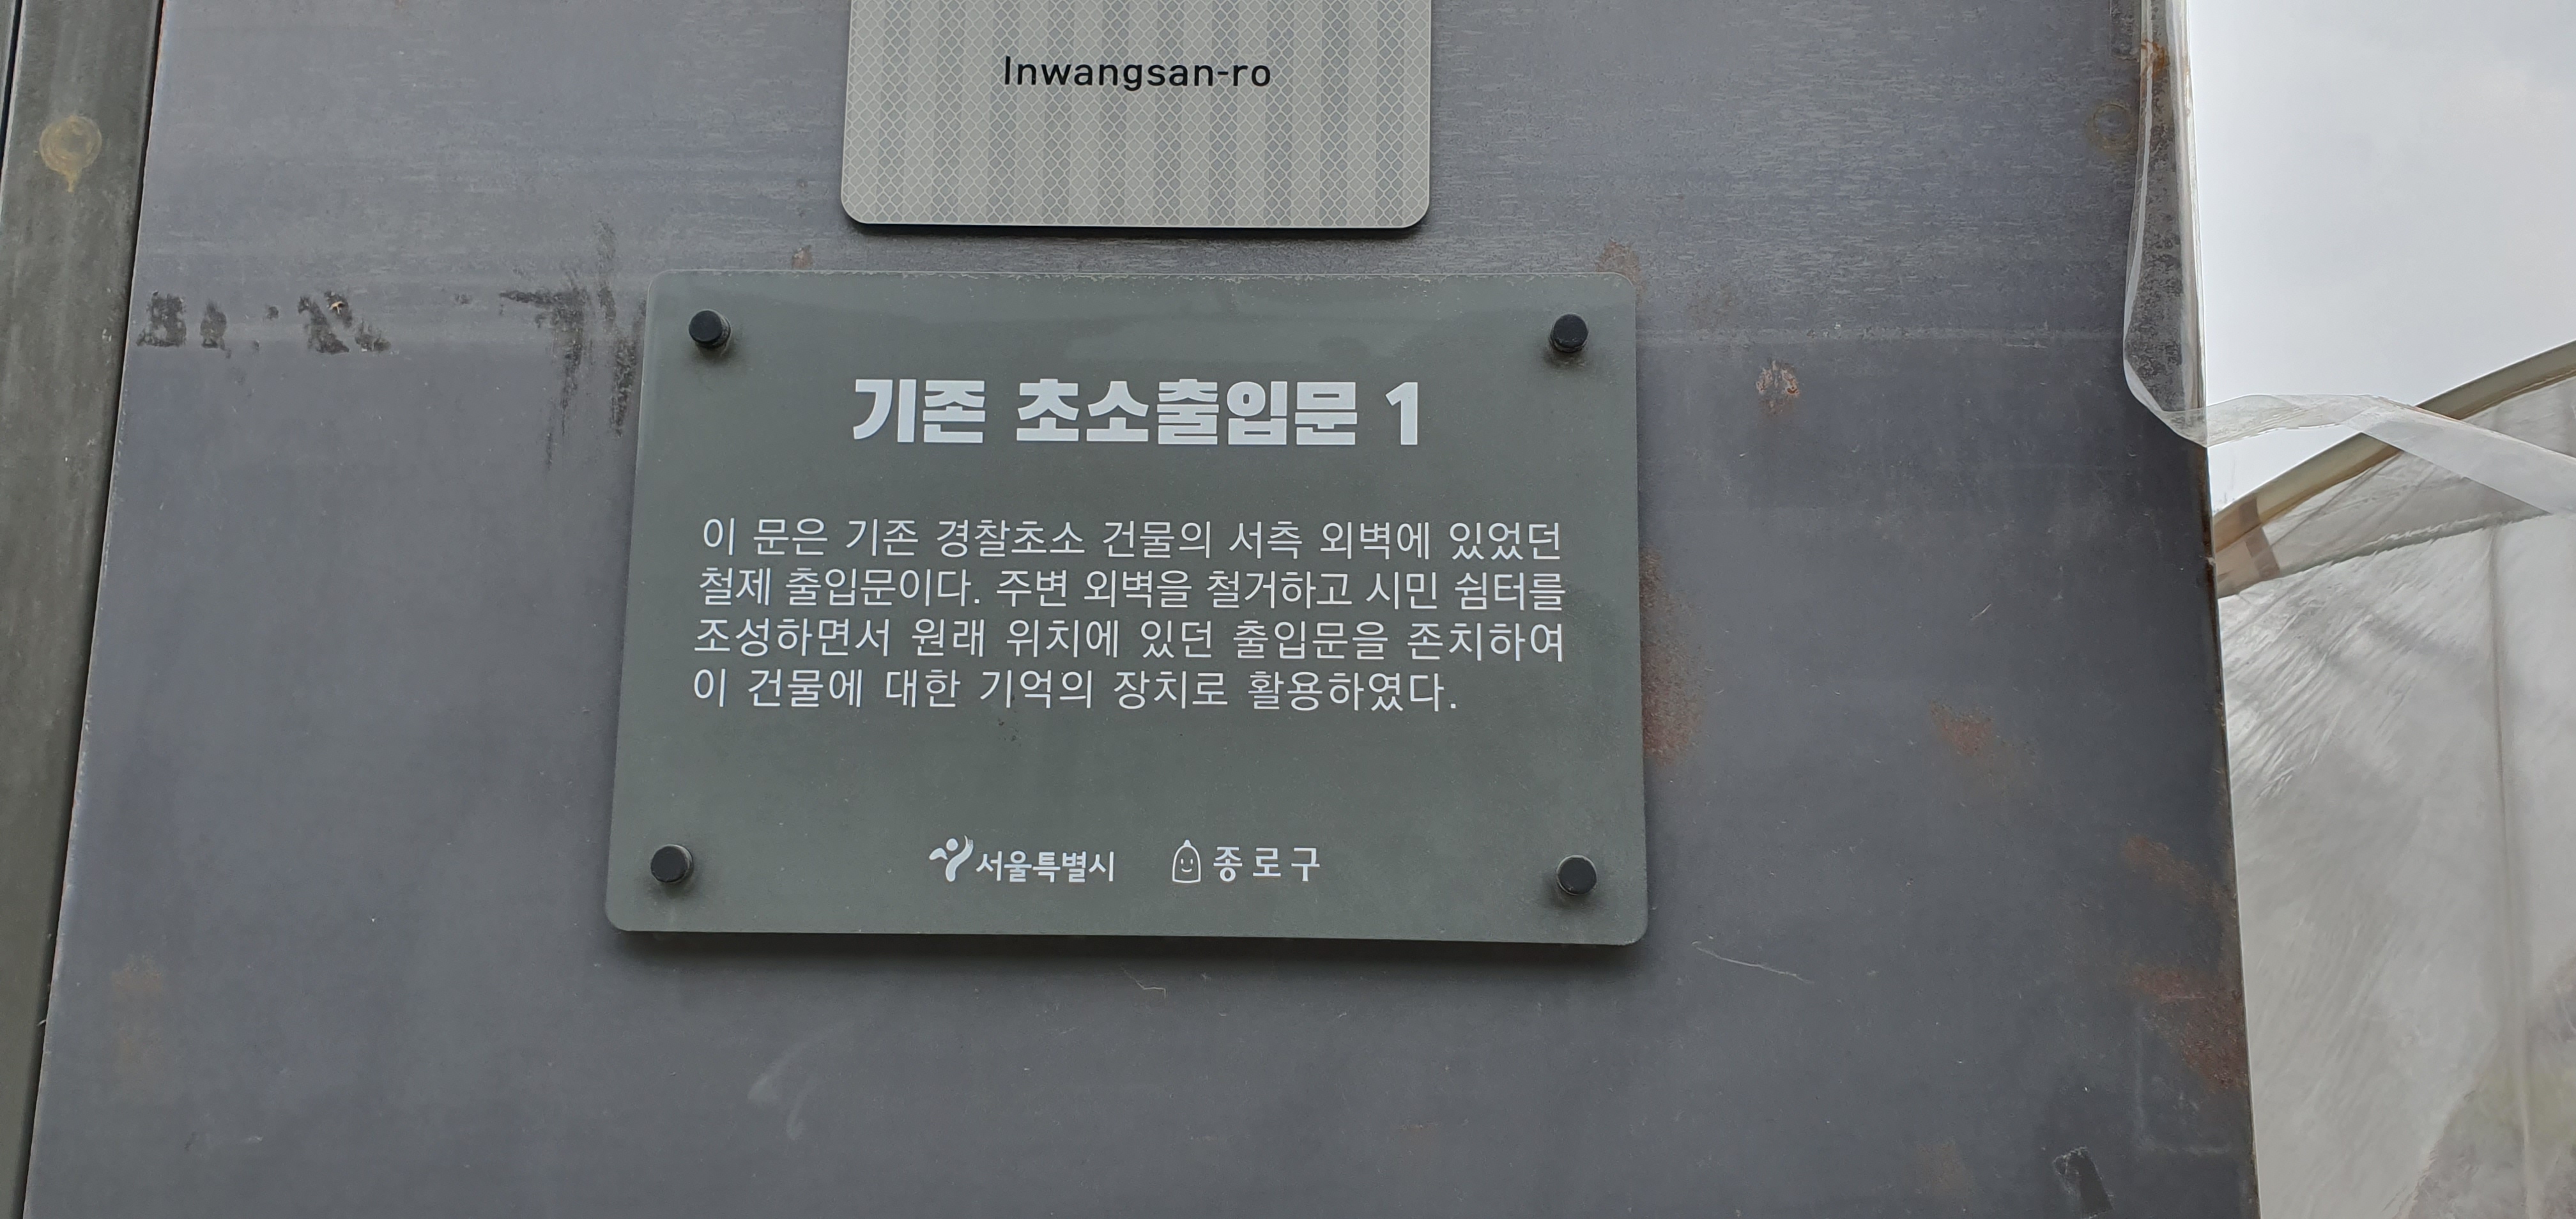 Inwangsan-ro
기존 초소출입문 1
이 문은 기존 경찰초소 건물의 서측 외벽에 있었던
철제 출입문이다. 주변 외벽을 철거하고 시민 쉼터를
조성하면서 원래 위치에 있던 출입문을 존치하여
이 건물에 대한 기억의 장치로 활용하였다.
서울특별시 종로구